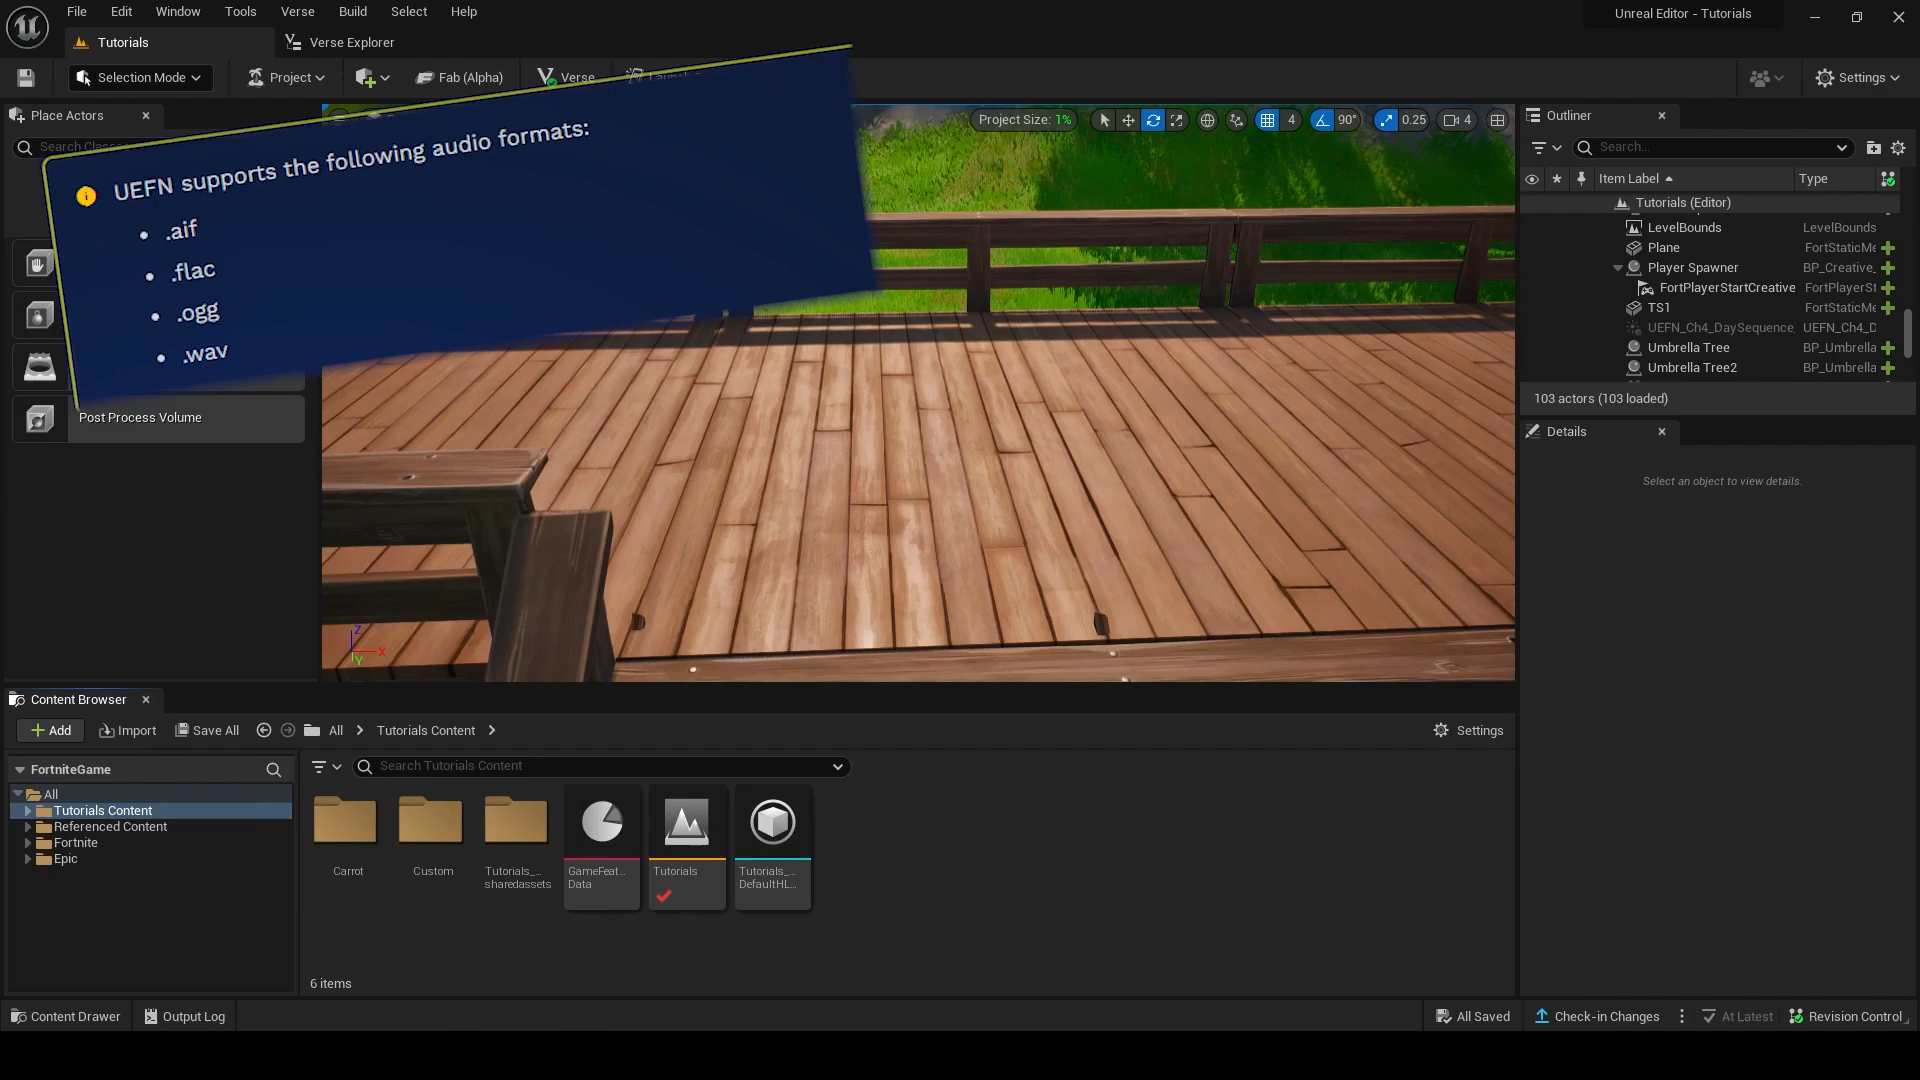 File Edit Window Tools Verse Build Select Help
Unreal Editor - Tutorials
Tutorials
Verse Explorer
Selection Mode
Project
Fab (Alpha)
Verse
Settings
Place Actors
UEFN supports the following audio formats:
.aif
.flac
.ogg
.wav
Post Process Volume
Project Size: 1%
4
90°
0.25
4
Z
X
Y
Outliner
Search...
Item Label
Type
Tutorials (Editor)
LevelBounds LevelBounds
Plane FortStaticMe
Player Spawner BP_Creative_
FortPlayerStartCreative FortPlayerSt
TS1 FortStaticMe
UEFN_Ch4_DaySequence_ UEFN_Ch4_D
Umbrella Tree BP_Umbrella
Umbrella Tree2 BP_Umbrella
103 actors (103 loaded)
Details
Select an object to view details.
Content Browser
Add
Import
Save All
All
Tutorials Content
Settings
FortniteGame
All
Tutorials Content
Referenced Content
Fortnite
Epic
Search Tutorials Content
Carrot
Custom
Tutorials_...
sharedassets
GameFeat...
Data
Tutorials
Tutorials_...
DefaultHL...
6 items
Content Drawer
Output Log
All Saved
Check-in Changes
At Latest
Revision Control